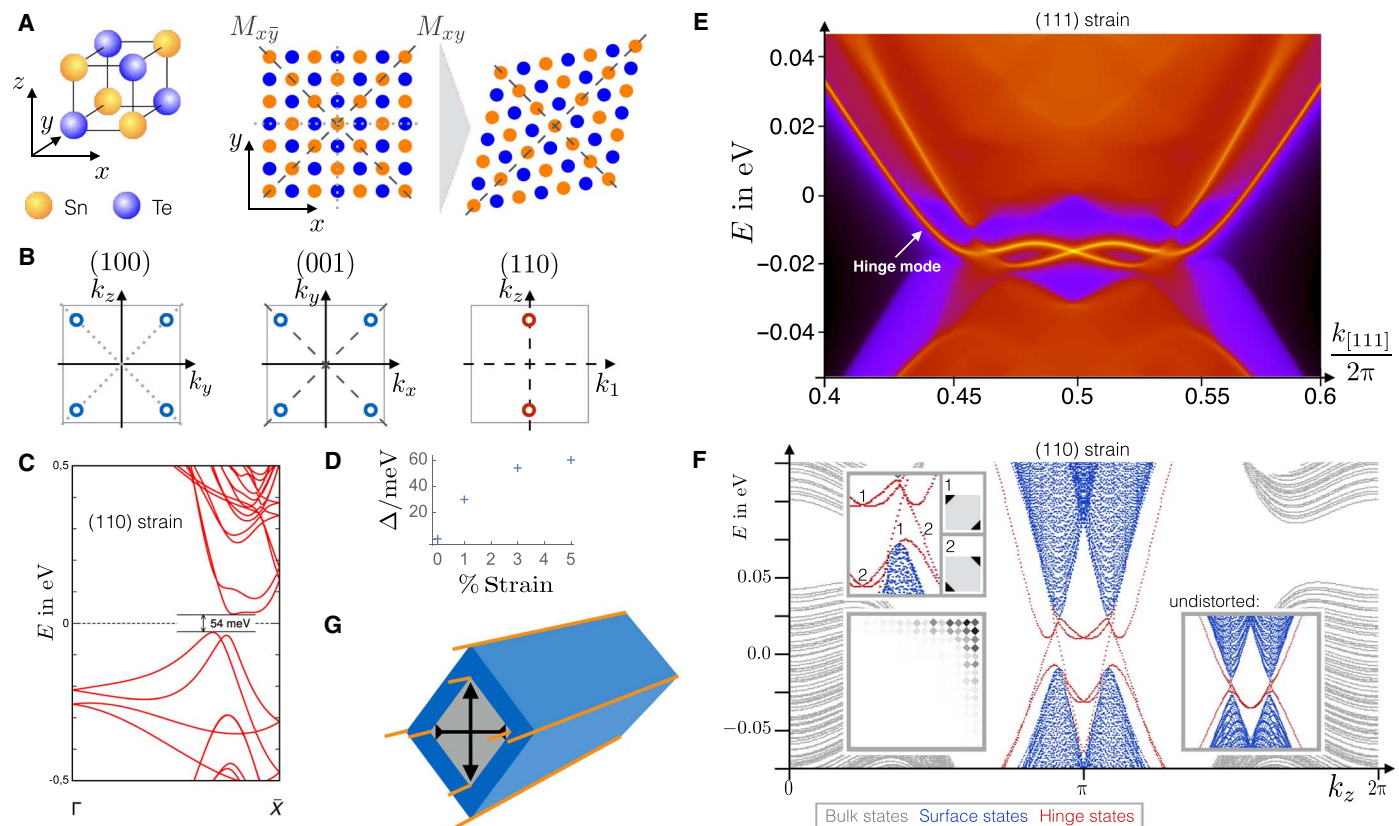 A
z
y
x
Sn
Te
M_{x\bar{y}}
M_{xy}
y
x
B
(100)
k_z
k_y
(001)
k_y
k_x
(110)
k_z
k_1
C
0,5
(110) strain
E in eV
0
54 meV
-0,5
Γ
X̄
D
Δ/meV
60
40
20
0 1 2 3 4 5
% Strain
G
E
(111) strain
E in eV
0.04
0.02
0
−0.02
−0.04
Hinge mode
0.4 0.45 0.5 0.55 0.6
k_{[111]}
2π
F
(110) strain
E in eV
0.05
0.0
−0.05
1
1
2
2
1
2
undistorted:
0
π
k_z
2π
Bulk states Surface states Hinge states